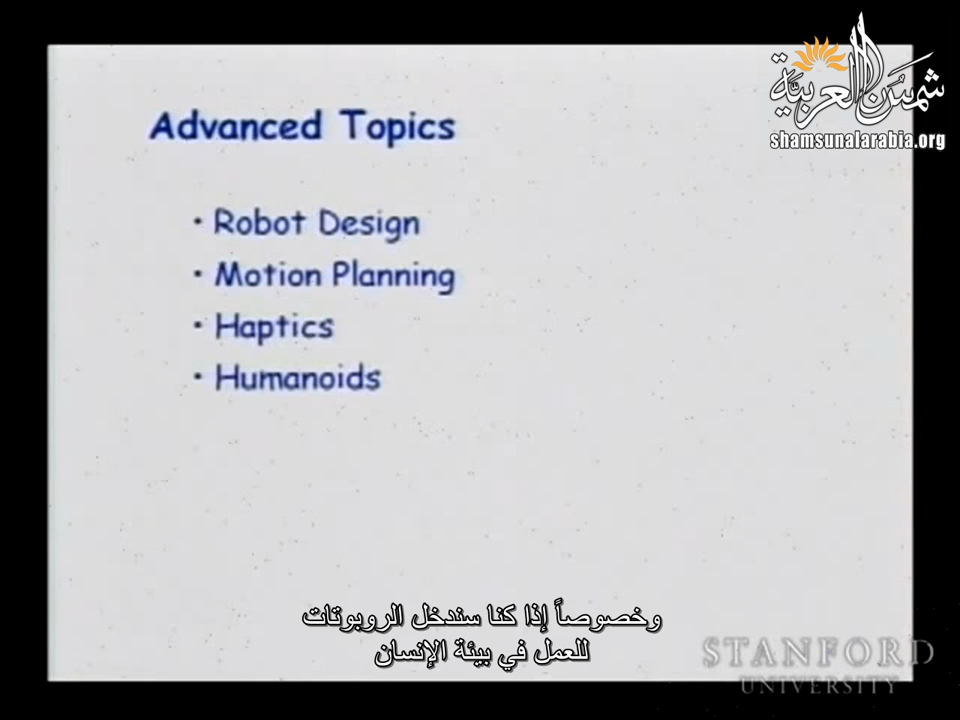 شمس العربية
shamsunalarabia.org
Advanced Topics
• Robot Design
• Motion Planning
• Haptics
• Humanoids
وخصوصاً إذا كنا سندخل الروبوتات
للعمل في بيئة الإنسان
STANFORD
UNIVERSITY